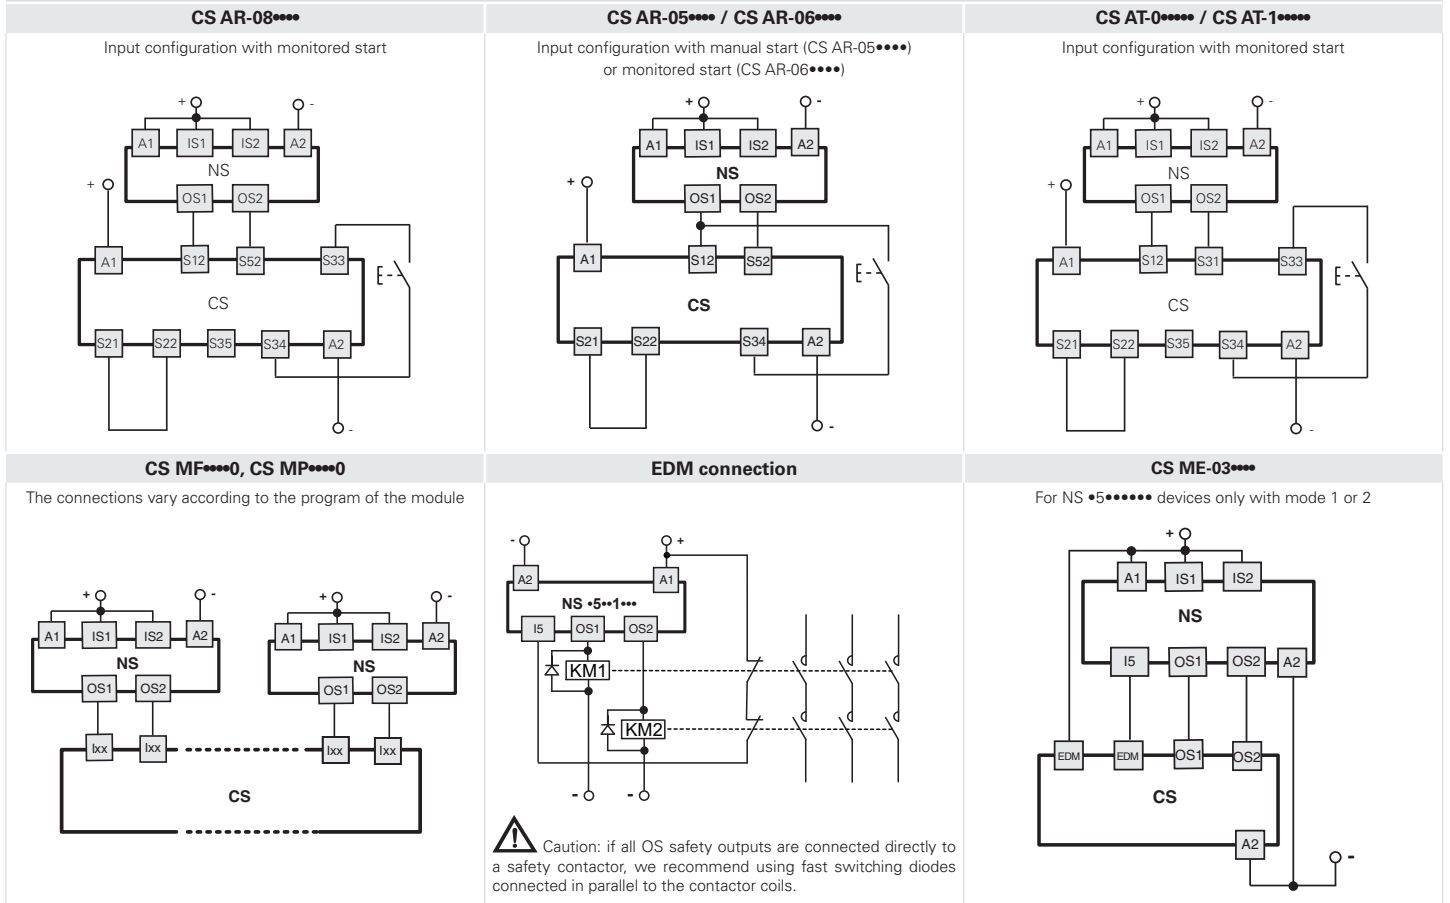 CS AR-08••••
Input configuration with monitored start
+
-
A1 IS1 IS2 A2
NS
+
OS1 OS2
A1 S12 S52 S33
CS
S21 S22 S35 S34 A2
-
CS AR-05•••• / CS AR-06••••
Input configuration with manual start (CS AR-05••••)
or monitored start (CS AR-06••••)
+
-
A1 IS1 IS2 A2
NS
+
OS1 OS2
A1 S12 S52
CS
S21 S22 S34 A2
-
CS AT-0••••• / CS AT-1•••••
Input configuration with monitored start
+
-
A1 IS1 IS2 A2
NS
+
OS1 OS2
A1 S12 S31 S33
CS
S21 S22 S35 S34 A2
-
CS MF••••0, CS MP••••0
The connections vary according to the program of the module
+ - + -
A1 IS1 IS2 A2 A1 IS1 IS2 A2
NS NS
OS1 OS2 OS1 OS2
Ixx Ixx Ixx Ixx
CS
EDM connection
- +
A2 A1
NS •5••1•••
I5 OS1 OS2
KM1
KM2
- -
Caution: if all OS safety outputs are connected directly to
a safety contactor, we recommend using fast switching diodes
connected in parallel to the contactor coils.
CS ME-03••••
For NS •5•••••• devices only with mode 1 or 2
+
A1 IS1 IS2
NS
I5 OS1 OS2 A2
EDM EDM OS1 OS2
CS
A2
-